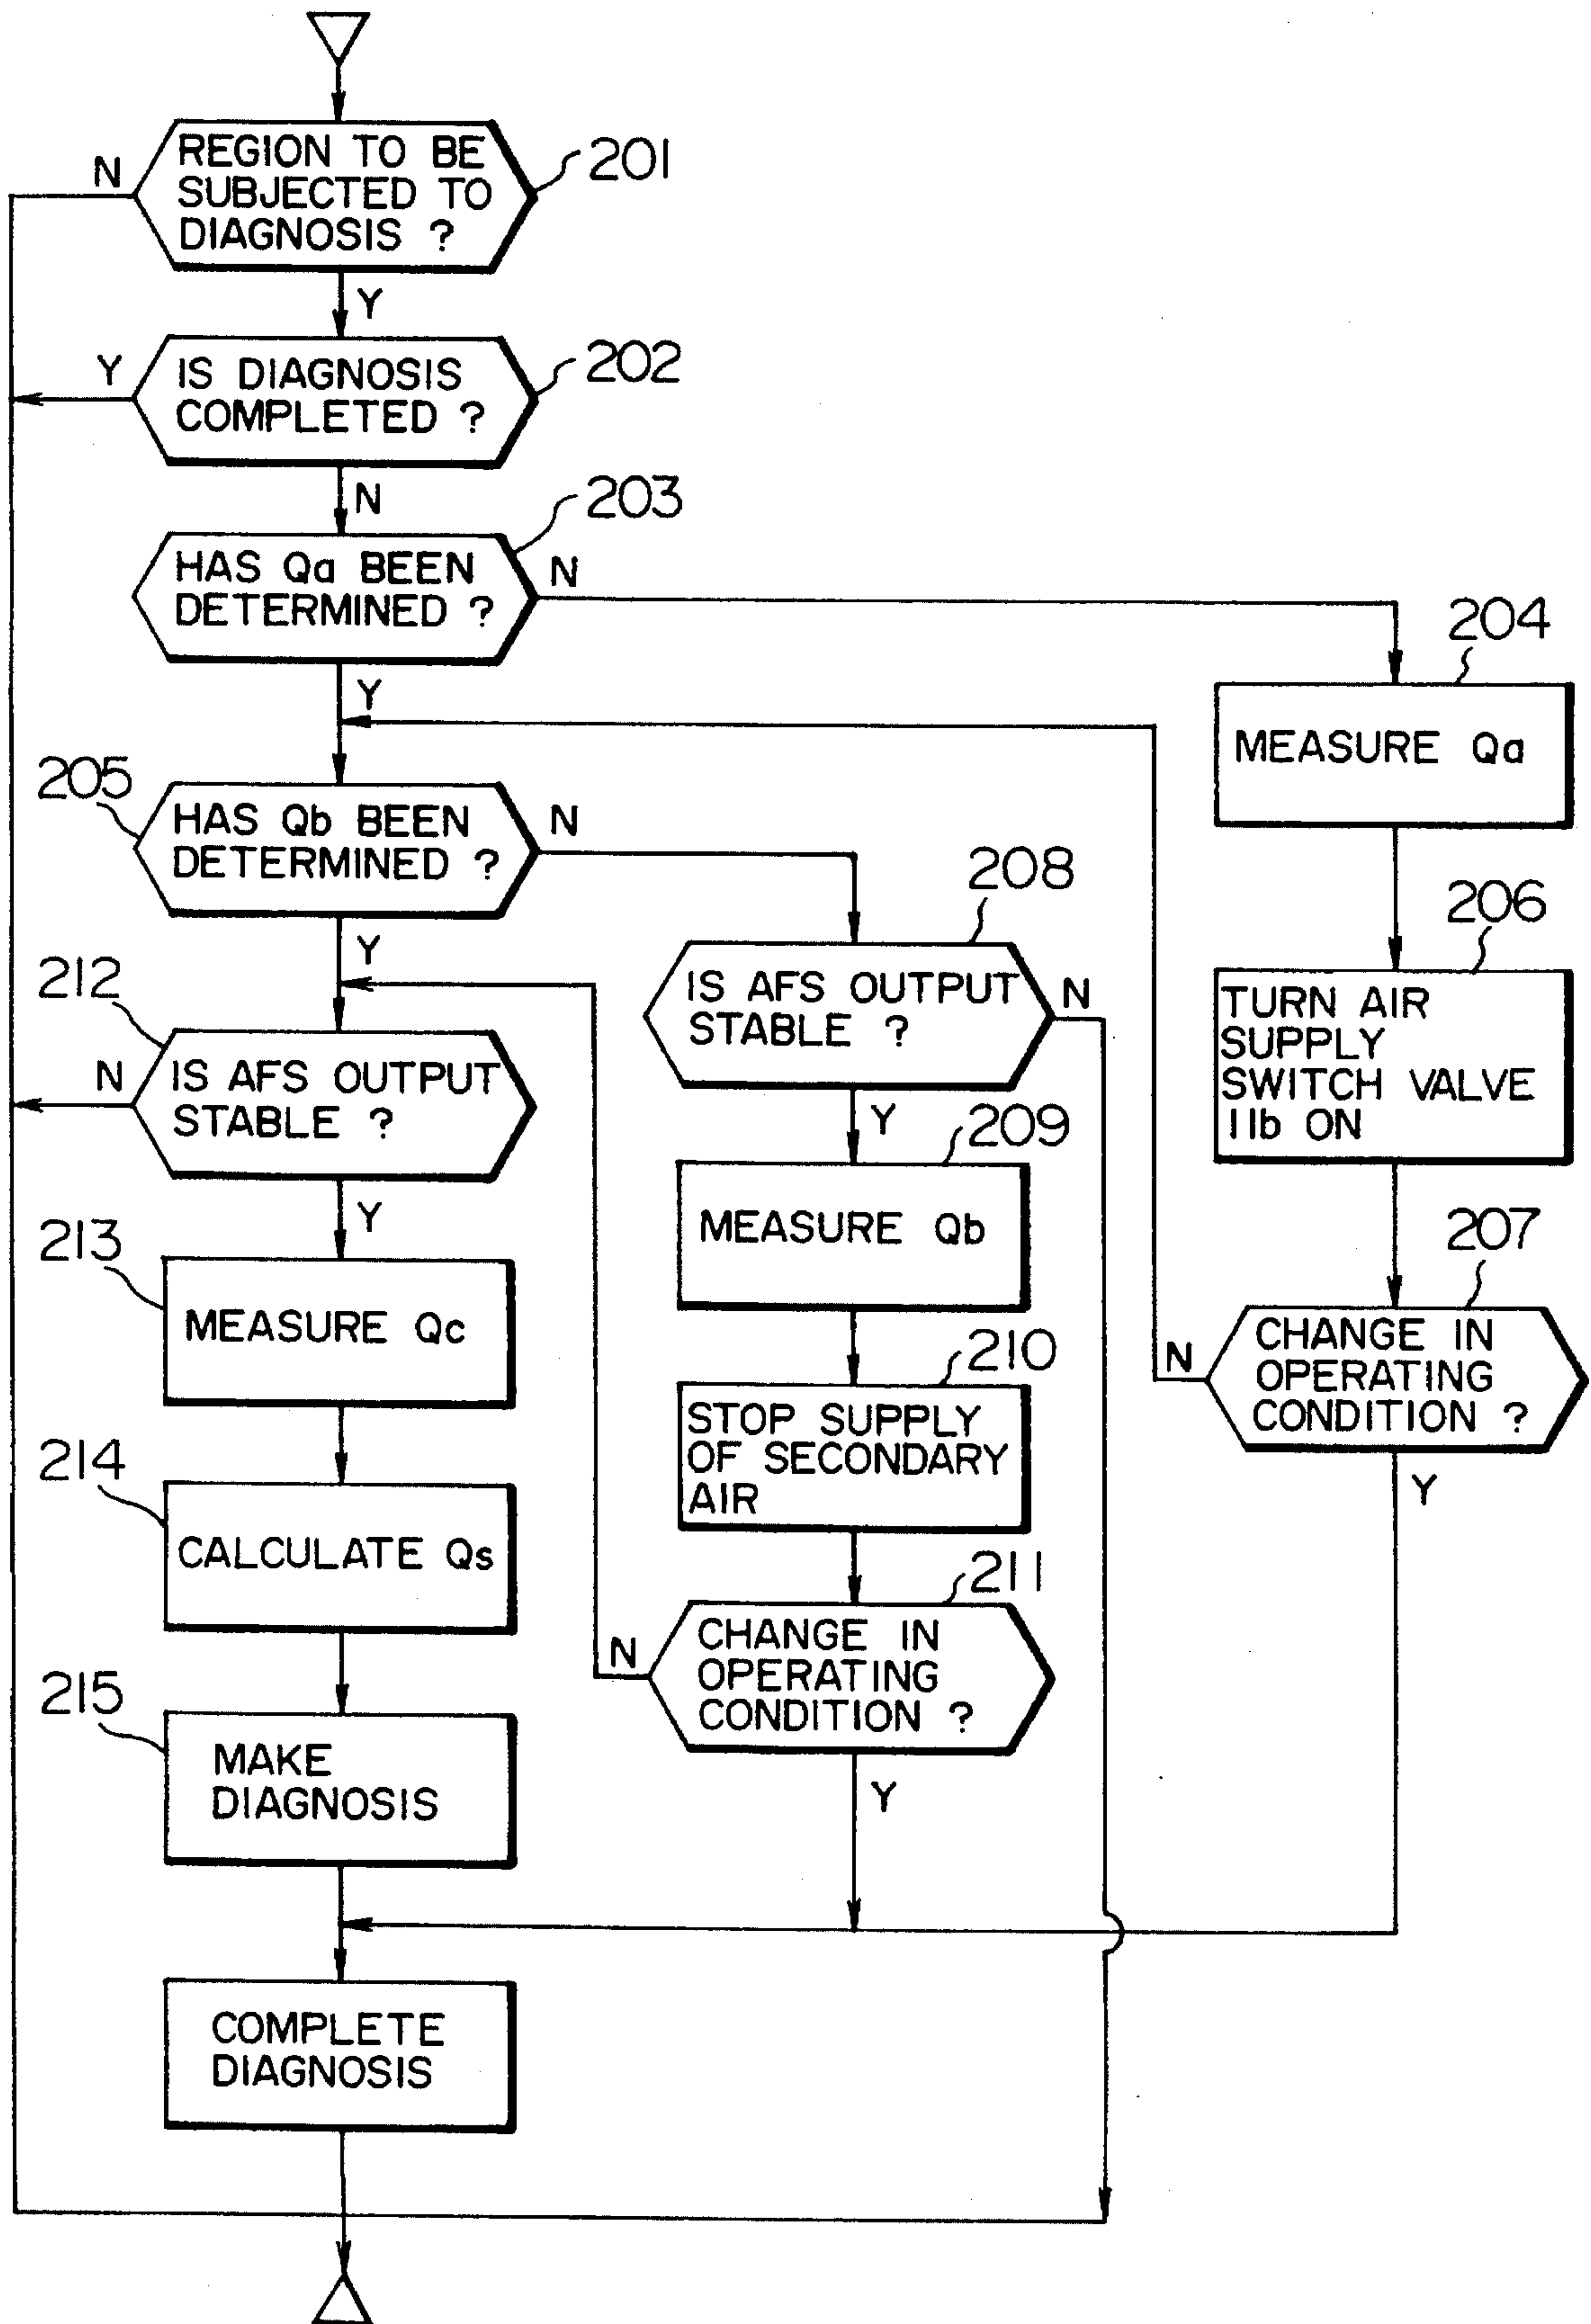 REGION TO BE
SUBJECTED TO
DIAGNOSIS ?
201
N
Y
IS DIAGNOSIS
COMPLETED ?
202
Y
N
HAS Qa BEEN
DETERMINED ?
203
N
Y
204
MEASURE Qa
206
TURN AIR
SUPPLY
SWITCH VALVE
11b ON
207
CHANGE IN
OPERATING
CONDITION ?
N
Y
205
HAS Qb BEEN
DETERMINED ?
N
Y
208
IS AFS OUTPUT
STABLE ?
N
Y
209
MEASURE Qb
210
STOP SUPPLY
OF SECONDARY
AIR
211
CHANGE IN
OPERATING
CONDITION ?
N
Y
212
IS AFS OUTPUT
STABLE ?
N
Y
213
MEASURE Qc
214
CALCULATE Qs
215
MAKE
DIAGNOSIS
COMPLETE
DIAGNOSIS